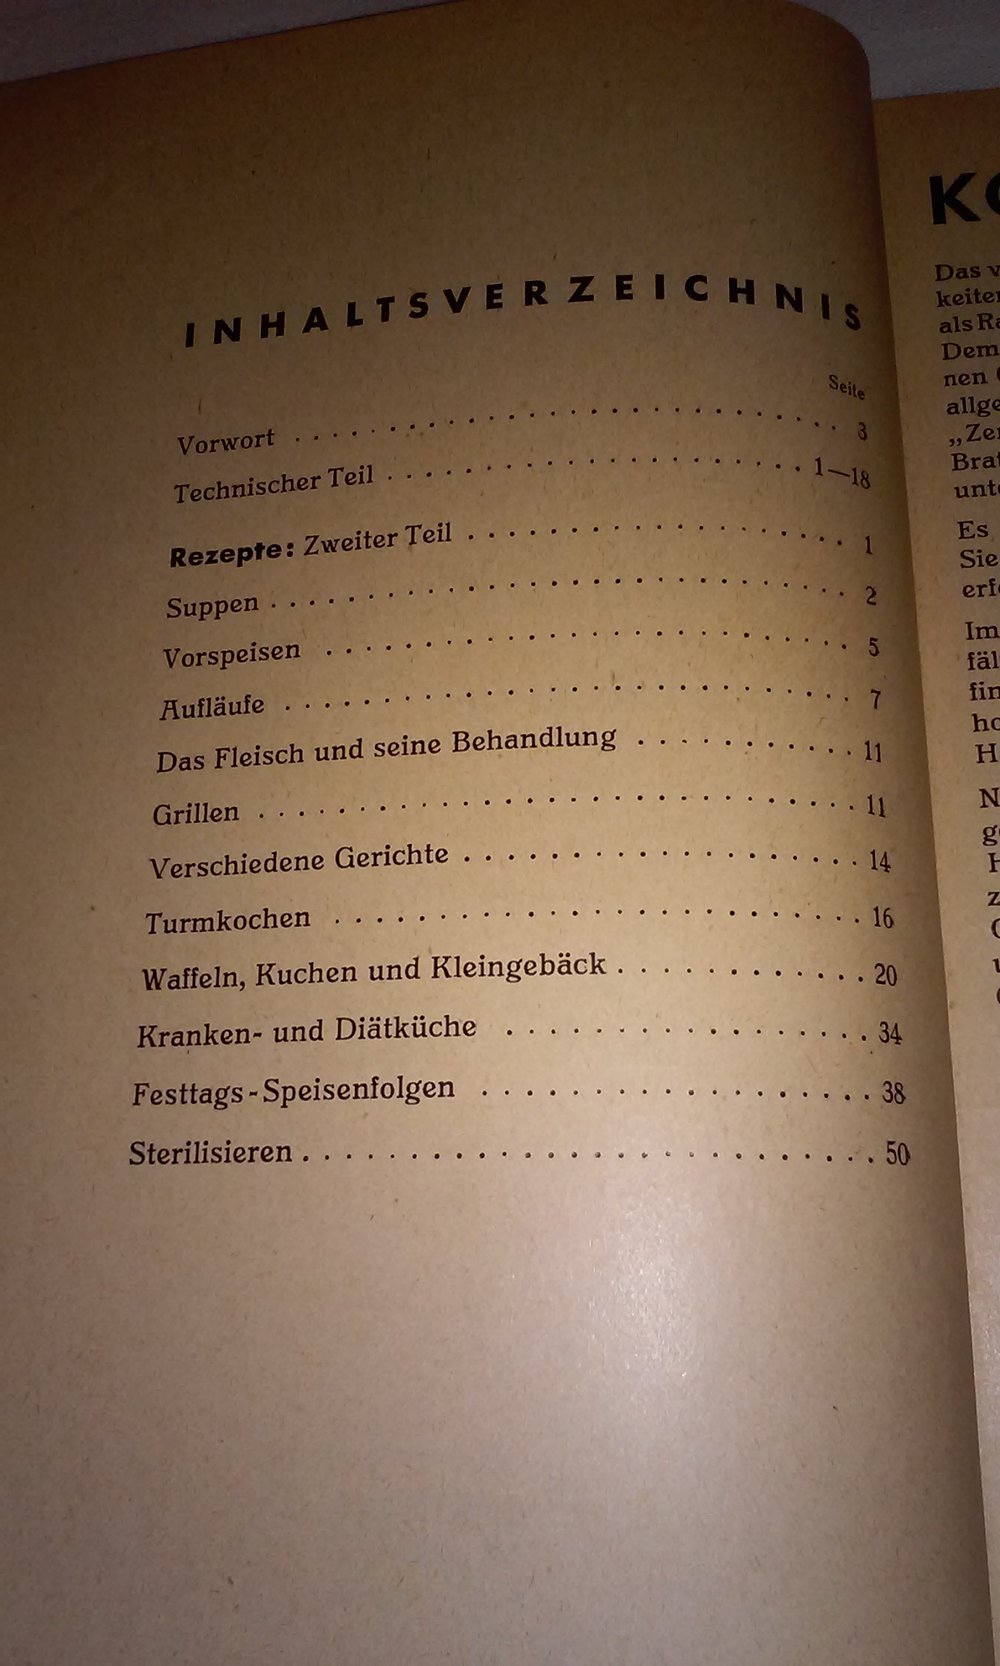 INHALTSVERZEICHNIS
Seite
Vorwort . . . . . . . . . . . . . . . . . . . . . . . . 3
Technischer Teil . . . . . . . . . . . . . . . . . . . 1—18
Rezepte: Zweiter Teil . . . . . . . . . . . . . . . . . 1
Suppen . . . . . . . . . . . . . . . . . . . . . . . . . 2
Vorspeisen . . . . . . . . . . . . . . . . . . . . . . . 5
Aufläufe . . . . . . . . . . . . . . . . . . . . . . . . 7
Das Fleisch und seine Behandlung . . . . . . . . . . 11
Grillen . . . . . . . . . . . . . . . . . . . . . . . . . 11
Verschiedene Gerichte . . . . . . . . . . . . . . . . . 14
Turmkochen . . . . . . . . . . . . . . . . . . . . . . . 16
Waffeln, Kuchen und Kleingebäck . . . . . . . . . . . 20
Kranken- und Diätküche . . . . . . . . . . . . . . . . 34
Festtags-Speisenfolgen . . . . . . . . . . . . . . . . . 38
Sterilisieren . . . . . . . . . . . . . . . . . . . . . . . 50
Das
als
Dem
nen
Es
Sie
Im